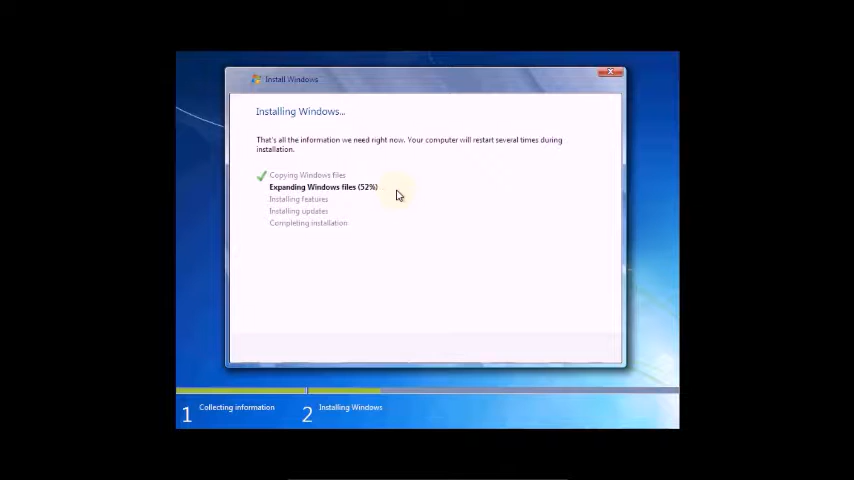 Install Windows
Installing Windows...
That's all the information we need right now. Your computer will restart several times during
installation.
Copying Windows files
Expanding Windows files (52%)
Installing features
Installing updates
Completing installation
1 Collecting information 2 Installing Windows